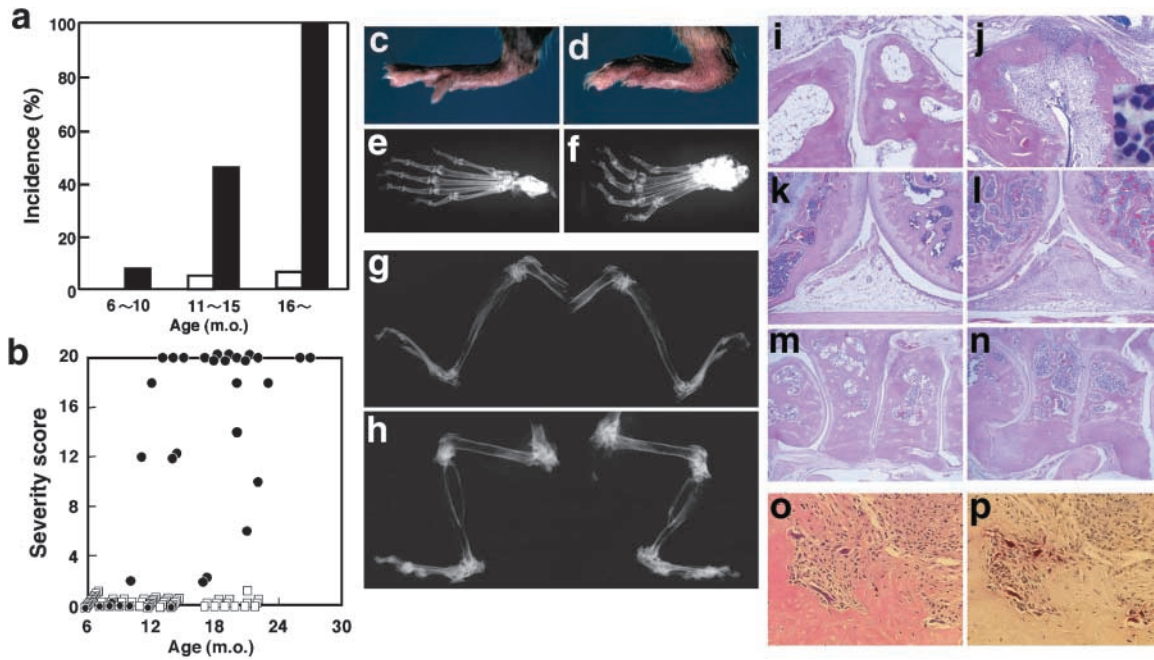 a
Incidence (%)
100
80
60
40
20
0
6～10 11～15 16～
Age (m.o.)
b
Severity score
20
16
12
8
4
0
6 12 18 24 30
Age (m.o.)
c d
e f
g
h
i j
k l
m n
o p